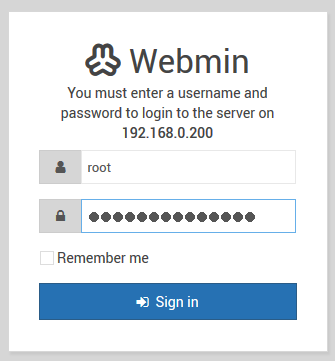 Webmin
You must enter a username and
password to login to the server on
192.168.0.200
root
●●●●●●●●●●●●●●
Remember me
Sign in